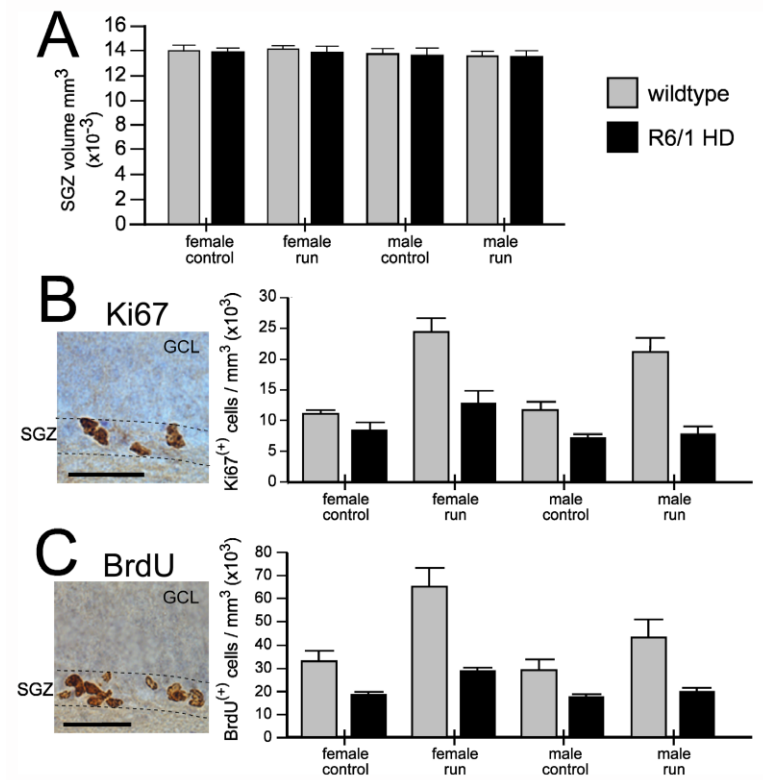 A
SGZ volume mm³
(x10⁻³)
16
14
12
10
8
6
4
2
0
female
control
female
run
male
control
male
run
wildtype
R6/1 HD
B
Ki67
GCL
SGZ
Ki67⁽⁺⁾ cells / mm³ (x10³)
30
25
20
15
10
5
0
female
control
female
run
male
control
male
run
C
BrdU
GCL
SGZ
BrdU⁽⁺⁾ cells / mm³ (x10³)
80
70
60
50
40
30
20
10
0
female
control
female
run
male
control
male
run